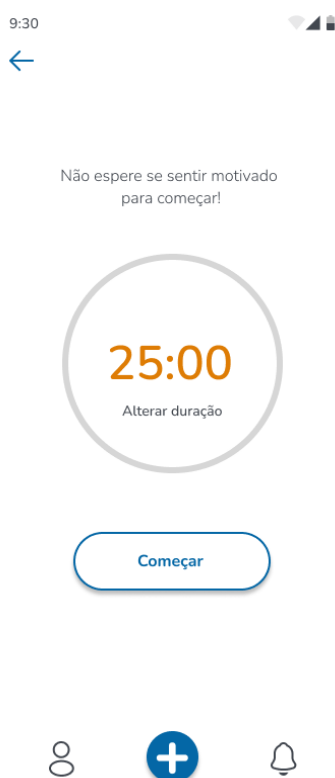 9:30
Não espere se sentir motivado
para começar!
25:00
Alterar duração
Começar